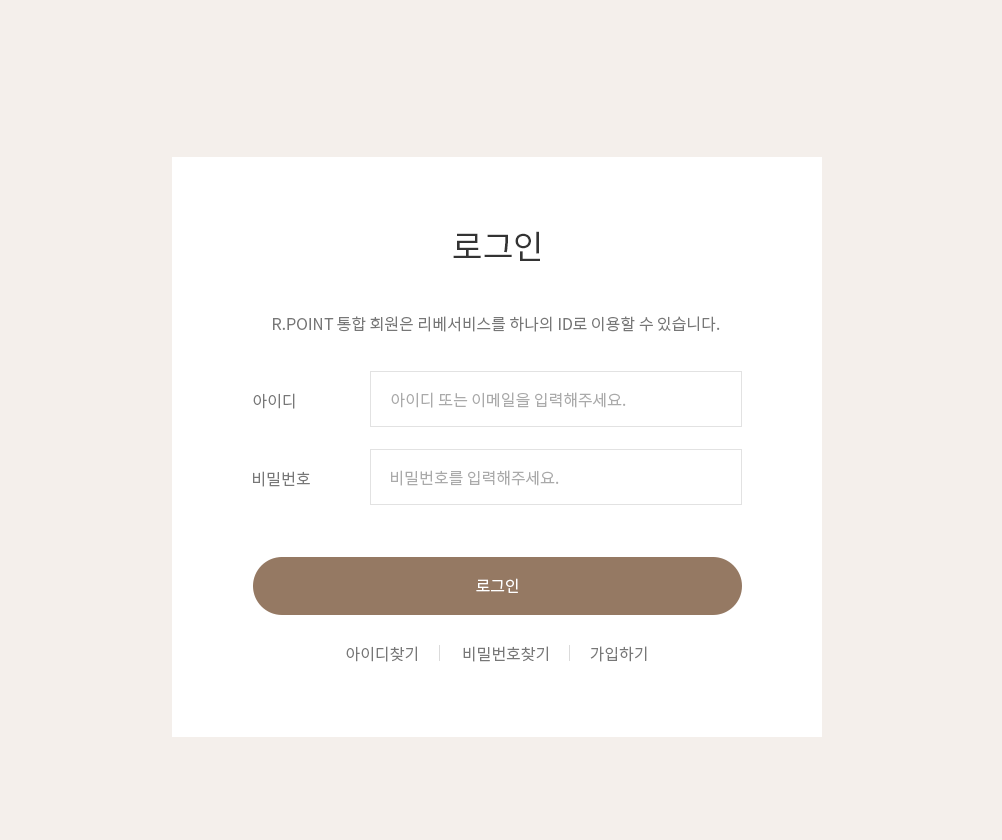 로그인
R.POINT 통합 회원은 리베서비스를 하나의 ID로 이용할 수 있습니다.
아이디
아이디 또는 이메일을 입력해주세요.
비밀번호
비밀번호를 입력해주세요.
로그인
아이디찾기 비밀번호찾기 가입하기